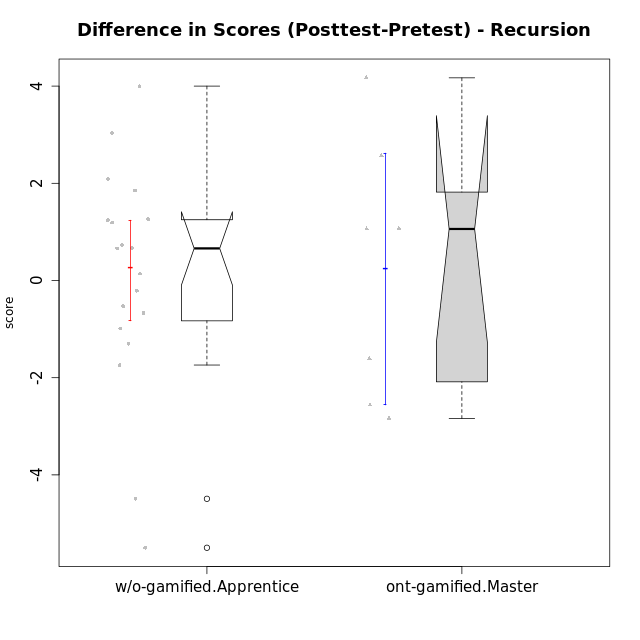 Difference in Scores (Posttest-Pretest) - Recursion
4
2
0
-2
-4
score
w/o-gamified.Apprentice
ont-gamified.Master